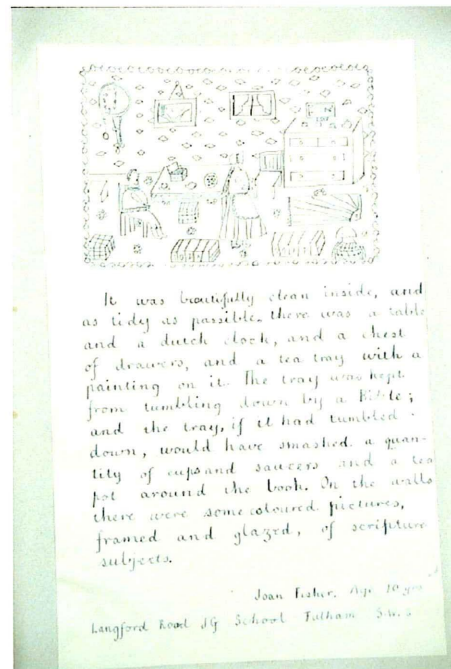 It was beautifully clean inside, and
as tidy as possible. there was a table
and a dutch clock, and a chest
of drawers, and a tea tray with a
painting on it. The tray was kept
from tumbling down by a Bible;
and the tray, if it had tumbled
down, would have smashed a quan-
tity of cups and saucers and a tea
pot around the book. On the walls
there were some coloured pictures,
framed and glazed, of scripture
subjects.
Joan Fisher. Age 10 yrs
Langford Road J.G School Fulham S.W.6